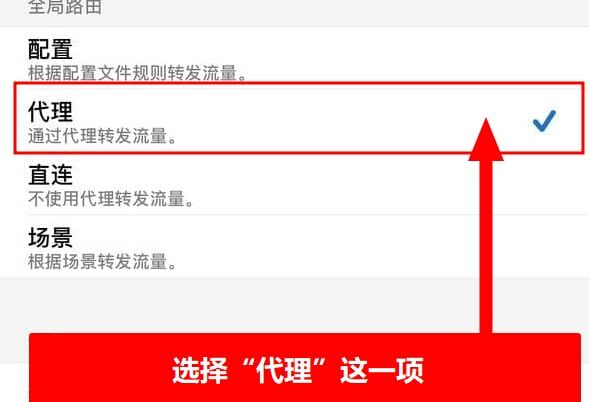 全局路由
配置
根据配置文件规则转发流量。
代理
通过代理转发流量。
直连
不使用代理转发流量。
场景
根据场景转发流量。
选择“代理”这一项